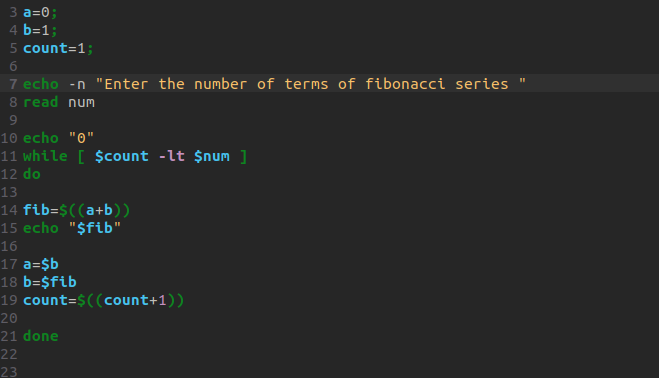 3 a=0;
4 b=1;
5 count=1;
6
7 echo -n "Enter the number of terms of fibonacci series "
8 read num
9
10 echo "0"
11 while [ $count -lt $num ]
12 do
13
14 fib=$((a+b))
15 echo "$fib"
16
17 a=$b
18 b=$fib
19 count=$((count+1))
20
21 done
22
23